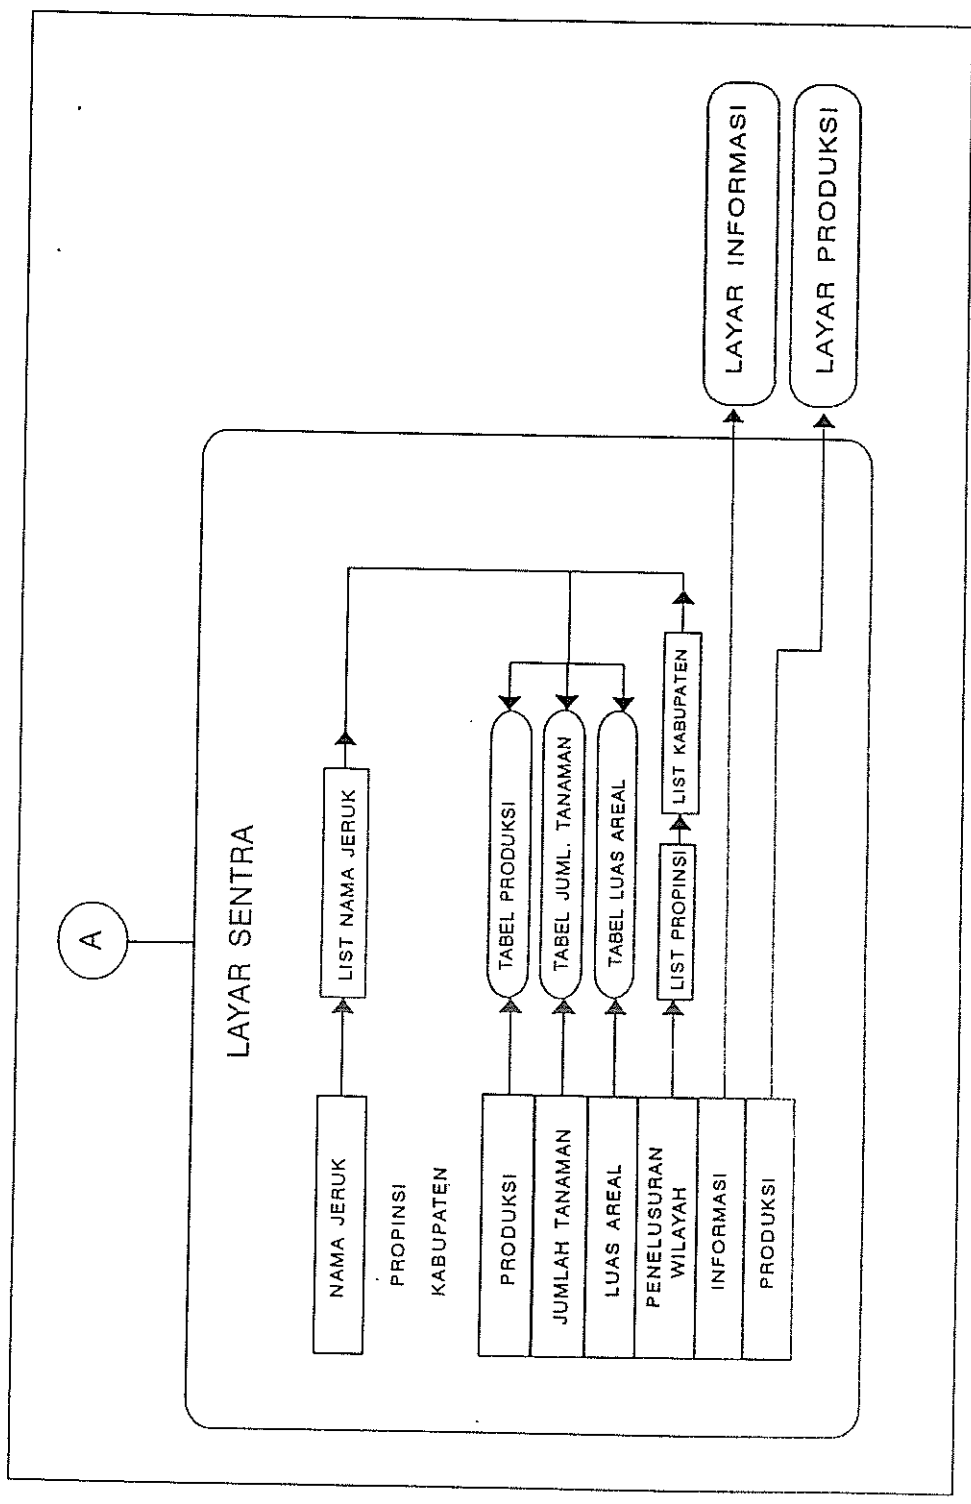 A
LAYAR SENTRA
NAMA JERUK
LIST NAMA JERUK
PROPINSI
KABUPATEN
PRODUKSI
TABEL PRODUKSI
JUMLAH TANAMAN
TABEL JUML. TANAMAN
LUAS AREAL
TABEL LUAS AREAL
PENELUSURAN
WILAYAH
LIST PROPINSI
LIST KABUPATEN
INFORMASI
LAYAR INFORMASI
PRODUKSI
LAYAR PRODUKSI